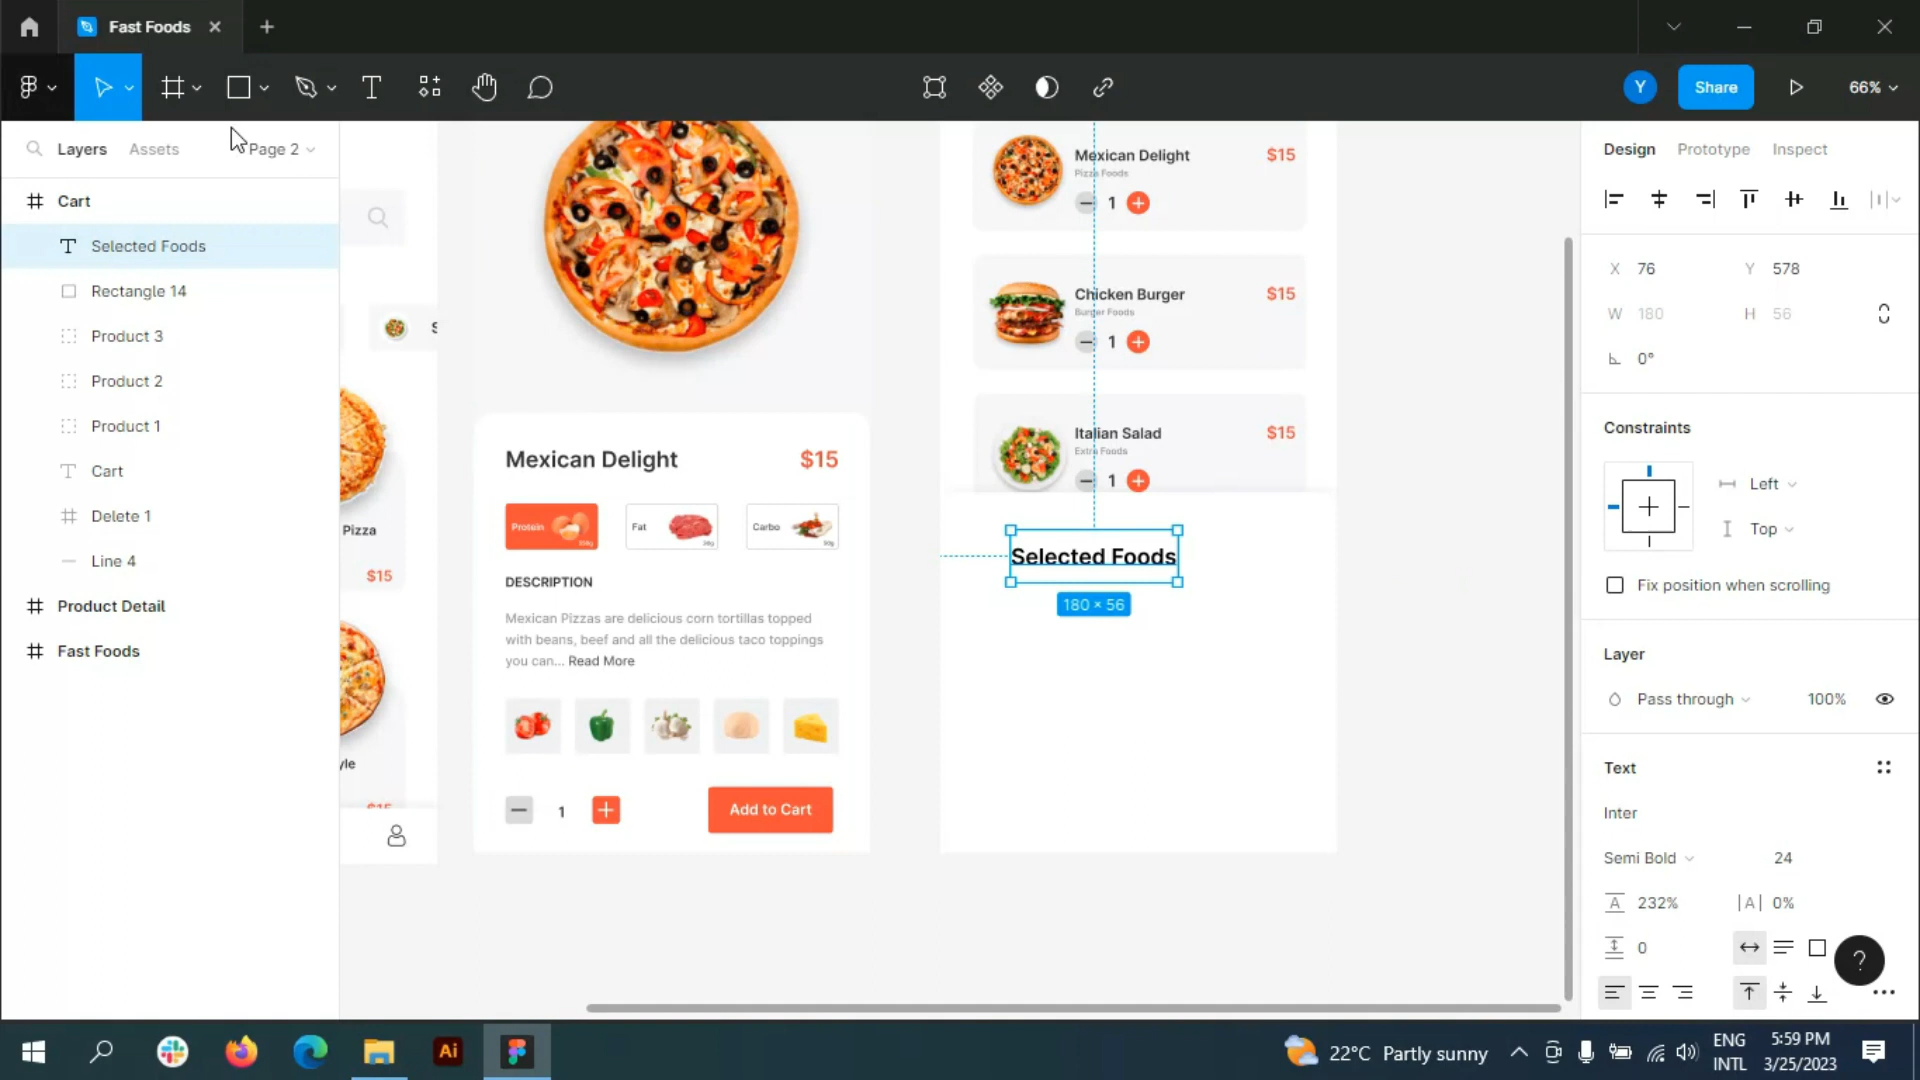 Fast Foods
Y
Share
66%
Layers
Assets
Page 2
Cart
Selected Foods
Rectangle 14
Product 3
Product 2
Product 1
Cart
Delete 1
Line 4
Product Detail
Fast Foods
S
Pizza
$15
yle
$15
Mexican Delight
$15
Protein
Fat
Carbo
DESCRIPTION
Mexican Pizzas are delicious corn tortillas topped
with beans, beef and all the delicious taco toppings
you can... Read More
1
Add to Cart
Mexican Delight
$15
Pizza Foods
1
Chicken Burger
$15
Burger Foods
1
Italian Salad
$15
Extra Foods
1
Selected Foods
180 × 56
Design
Prototype
Inspect
X 76
Y 578
W 180
H 56
0°
Constraints
Left
Top
Fix position when scrolling
Layer
Pass through
100%
Text
Inter
Semi Bold
24
A 232%
|A| 0%
0
?
Ai
22°C Partly sunny
ENG
INTL
5:59 PM
3/25/2023